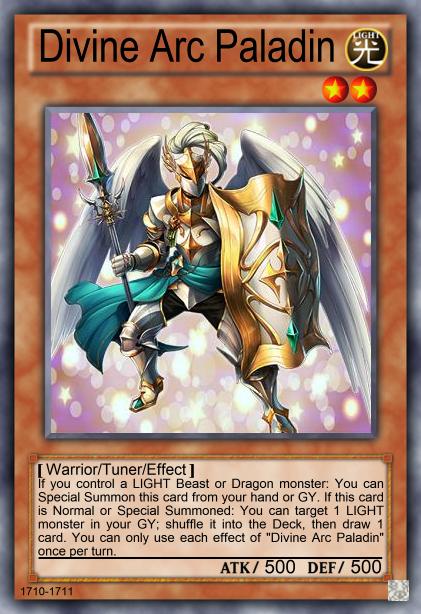 Divine Arc Paladin
LIGHT
光
[ Warrior/Tuner/Effect ]
If you control a LIGHT Beast or Dragon monster: You can
Special Summon this card from your hand or GY. If this card
is Normal or Special Summoned: You can target 1 LIGHT
monster in your GY; shuffle it into the Deck, then draw 1
card. You can only use each effect of "Divine Arc Paladin"
once per turn.
ATK/ 500 DEF/ 500
1710-1711